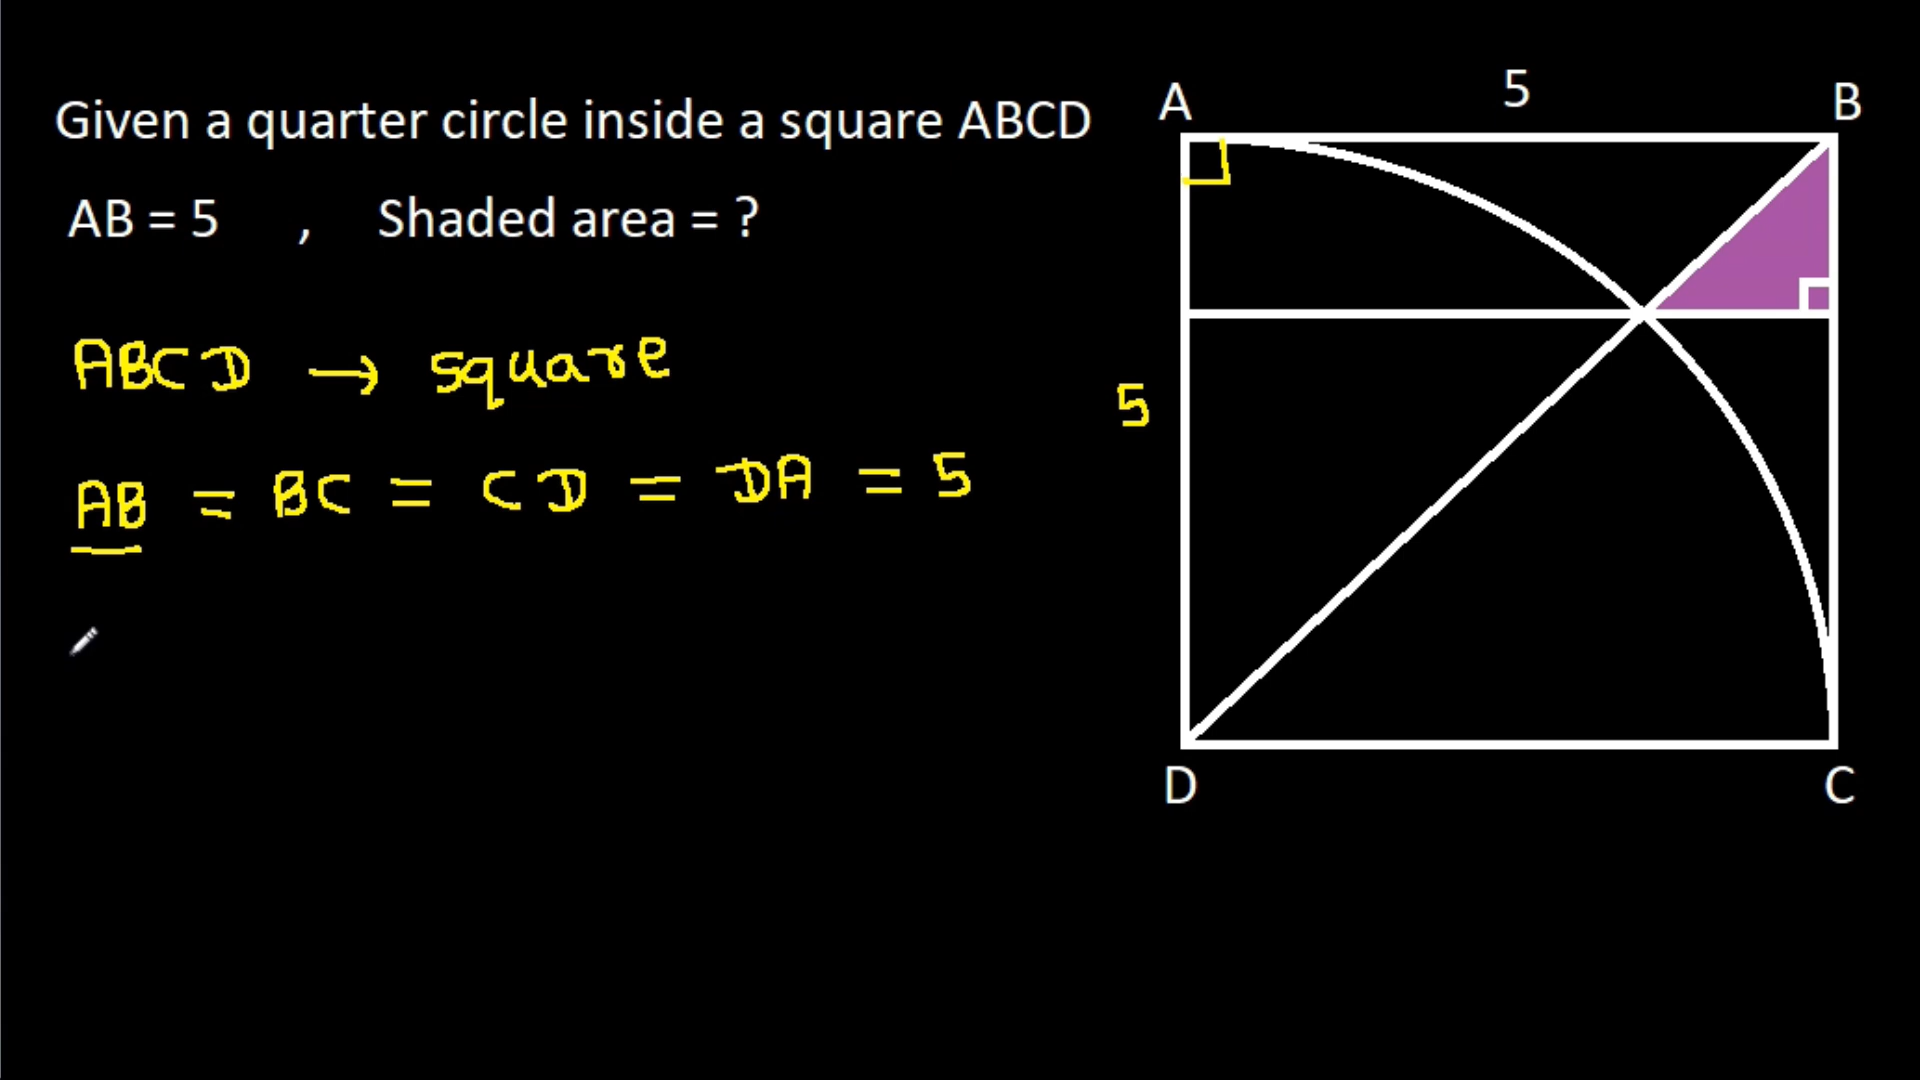 Given a quarter circle inside a square ABCD
AB = 5 , Shaded area = ?
ABCD → square
AB = BC = CD = DA = 5
A
5
B
5
D
C